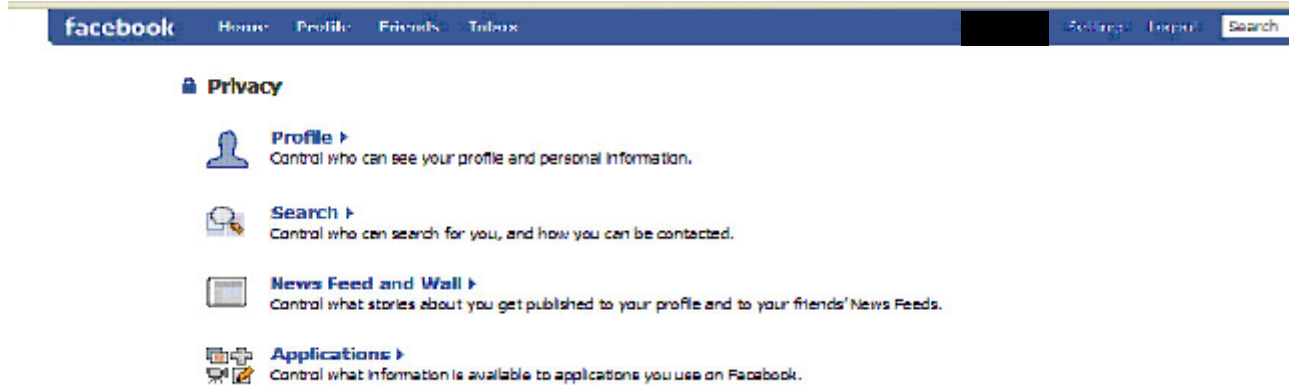 facebook Home Profile Friends Inbox Settings Logout Search
Privacy
Profile
Control who can see your profile and personal information.
Search
Control who can search for you, and how you can be contacted.
News Feed and Wall
Control what stories about you get published to your profile and to your friends' News Feeds.
Applications
Control what information is available to applications you use on Facebook.